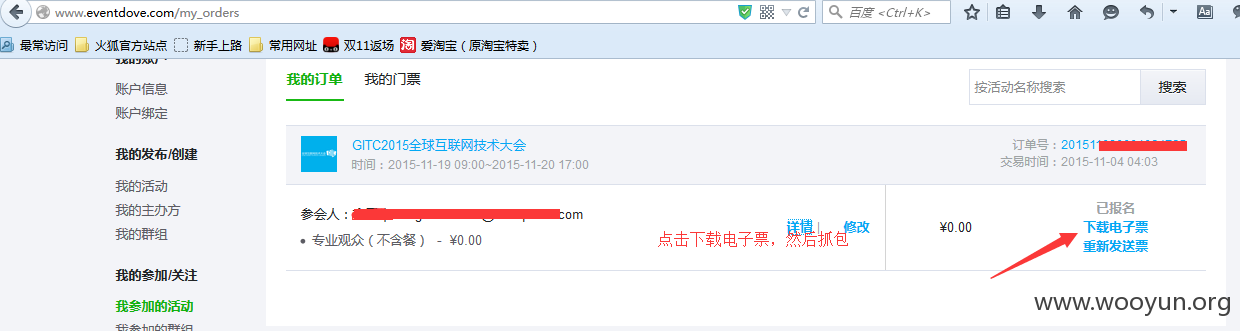 www.eventdove.com/my_orders
百度 <Ctrl+K>
最常访问 火狐官方站点 新手上路 常用网址 双11返场 爱淘宝（原淘宝特卖）
账户信息
账户绑定
我的发布/创建
我的活动
我的主办方
我的群组
我的参加/关注
我参加的活动
我参加的群组
我的订单 我的门票
按活动名称搜索 搜索
GITC2015全球互联网技术大会
时间：2015-11-19 09:00~2015-11-20 17:00
订单号：20151
交易时间：2015-11-04 04:03
参会人： com
专业观众（不含餐） - ¥0.00
详情 | 修改
点击下载电子票，然后抓包
¥0.00
已报名
下载电子票
重新发送票
www.wooyun.org